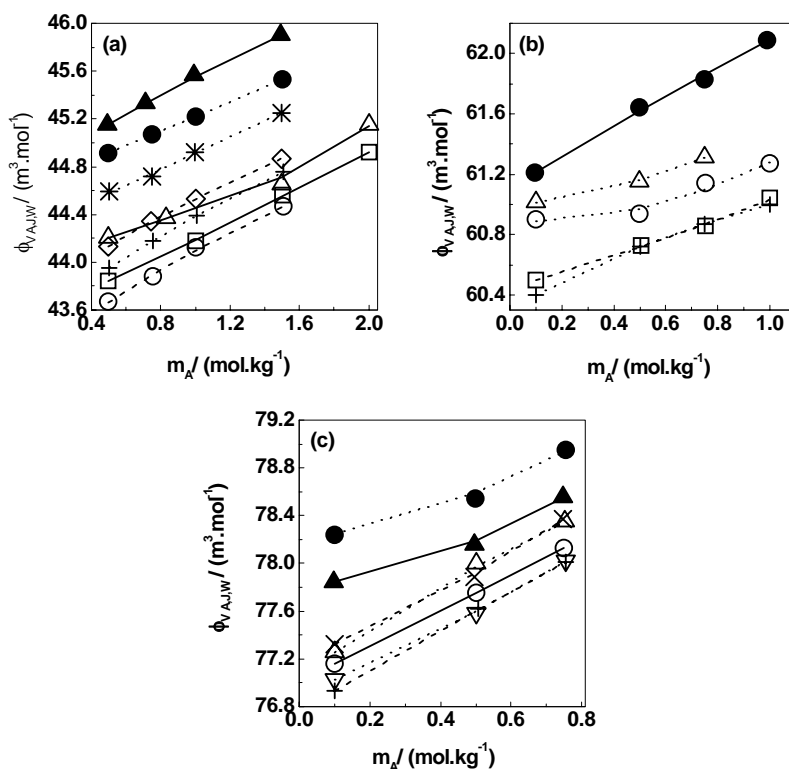 (a)
46.0
45.6
45.2
44.8
44.4
44.0
43.6
ϕV A,J,W / (m³.mol⁻¹)
0.4 0.8 1.2 1.6 2.0
mA/ (mol.kg⁻¹)
(b)
62.0
61.6
61.2
60.8
60.4
ϕV A,J,W / (m³.mol⁻¹)
0.0 0.2 0.4 0.6 0.8 1.0
mA/ (mol.kg⁻¹)
(c)
79.2
78.8
78.4
78.0
77.6
77.2
76.8
ϕV A,J,W / (m³.mol⁻¹)
0.0 0.2 0.4 0.6 0.8
mA/ (mol.kg⁻¹)